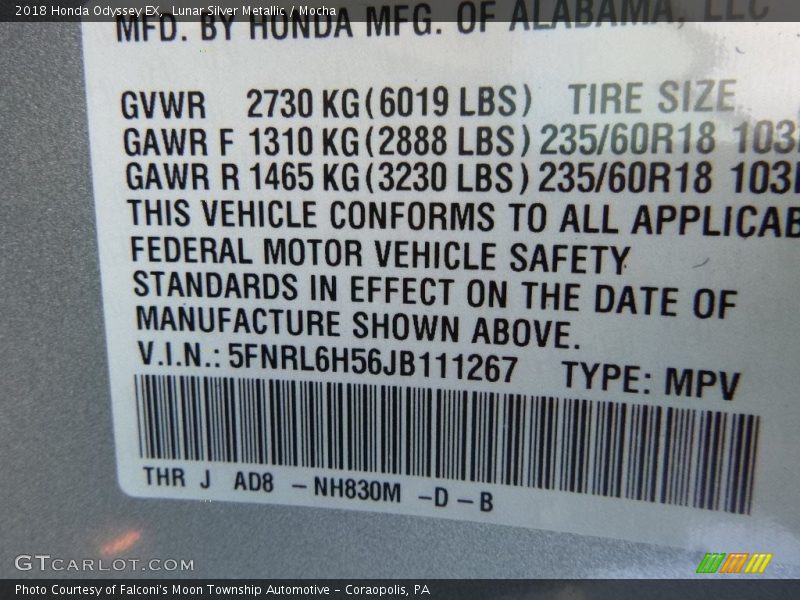 2018 Honda Odyssey EX, Lunar Silver Metallic / Mocha
MFD. BY HONDA MFG. OF ALABAMA, LLC
GVWR 2730 KG(6019 LBS) TIRE SIZE
GAWR F 1310 KG(2888 LBS) 235/60R18 103
GAWR R 1465 KG(3230 LBS) 235/60R18 103
THIS VEHICLE CONFORMS TO ALL APPLICAB
FEDERAL MOTOR VEHICLE SAFETY
STANDARDS IN EFFECT ON THE DATE OF
MANUFACTURE SHOWN ABOVE.
V.I.N.: 5FNRL6H56JB111267 TYPE: MPV
THR J AD8 – NH830M – D – B
GTCARLOT.COM
Photo Courtesy of Falconi's Moon Township Automotive – Coraopolis, PA